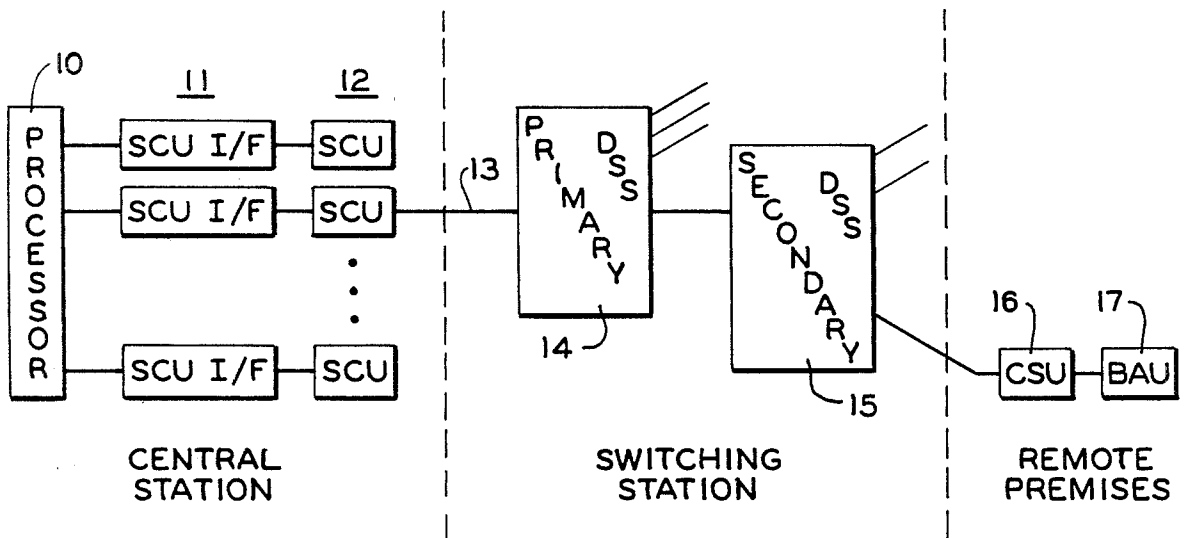 10
11
12
PROCESSOR
SCU I/F
SCU
SCU I/F
SCU
SCU I/F
SCU
13
PRIMARY
DSS
14
SECONDARY
DSS
15
16
17
CSU
BAU
CENTRAL
STATION
SWITCHING
STATION
REMOTE
PREMISES